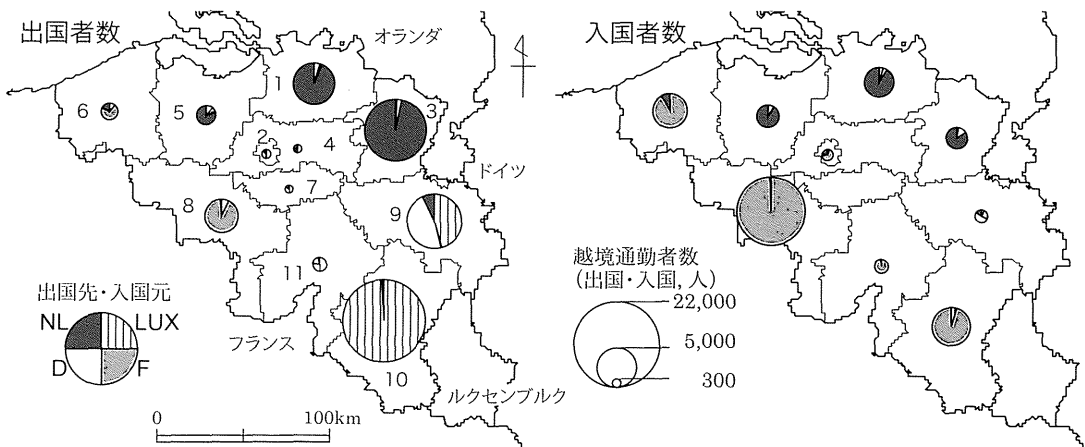 出国者数
オランダ
1
3
6
5
2
4
ドイツ
7
8
9
11
出国先・入国元
NL LUX
D F
フランス
10
ルクセンブルク
0 100km
入国者数
越境通勤者数
(出国・入国, 人)
22,000
5,000
300